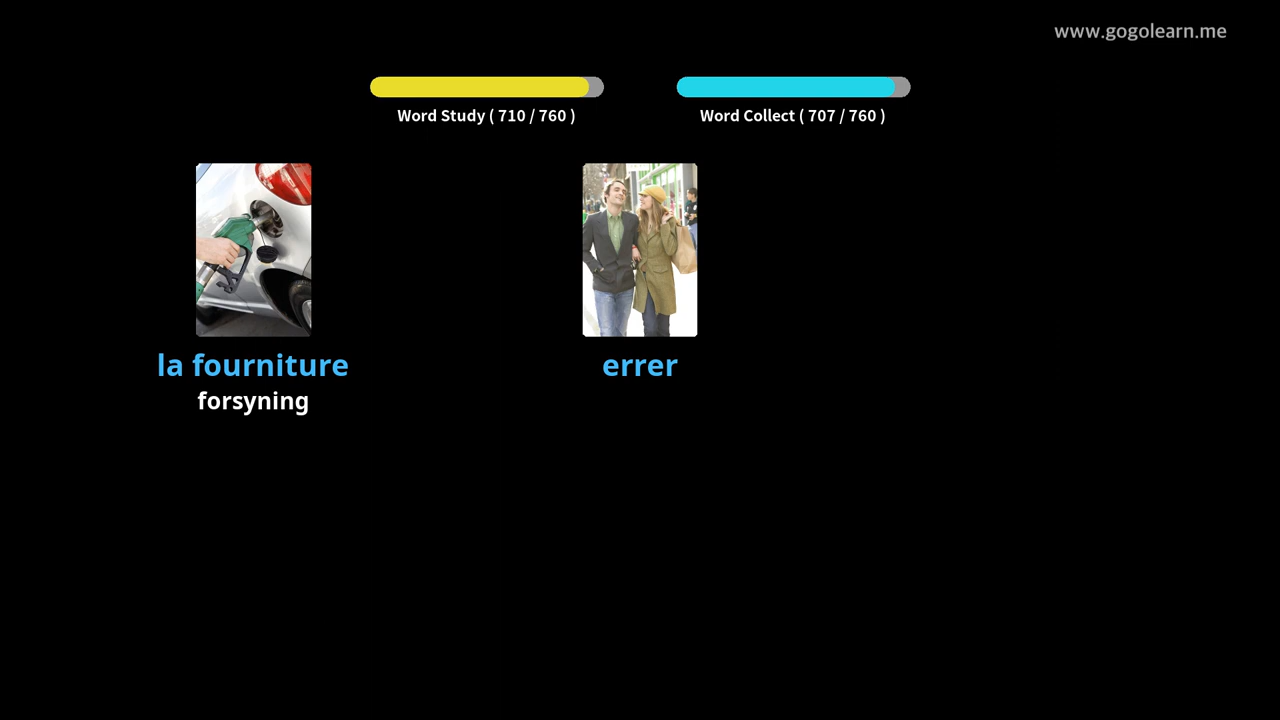 www.gogolearn.me
Word Study ( 710 / 760 )
Word Collect ( 707 / 760 )
la fourniture
forsyning
errer